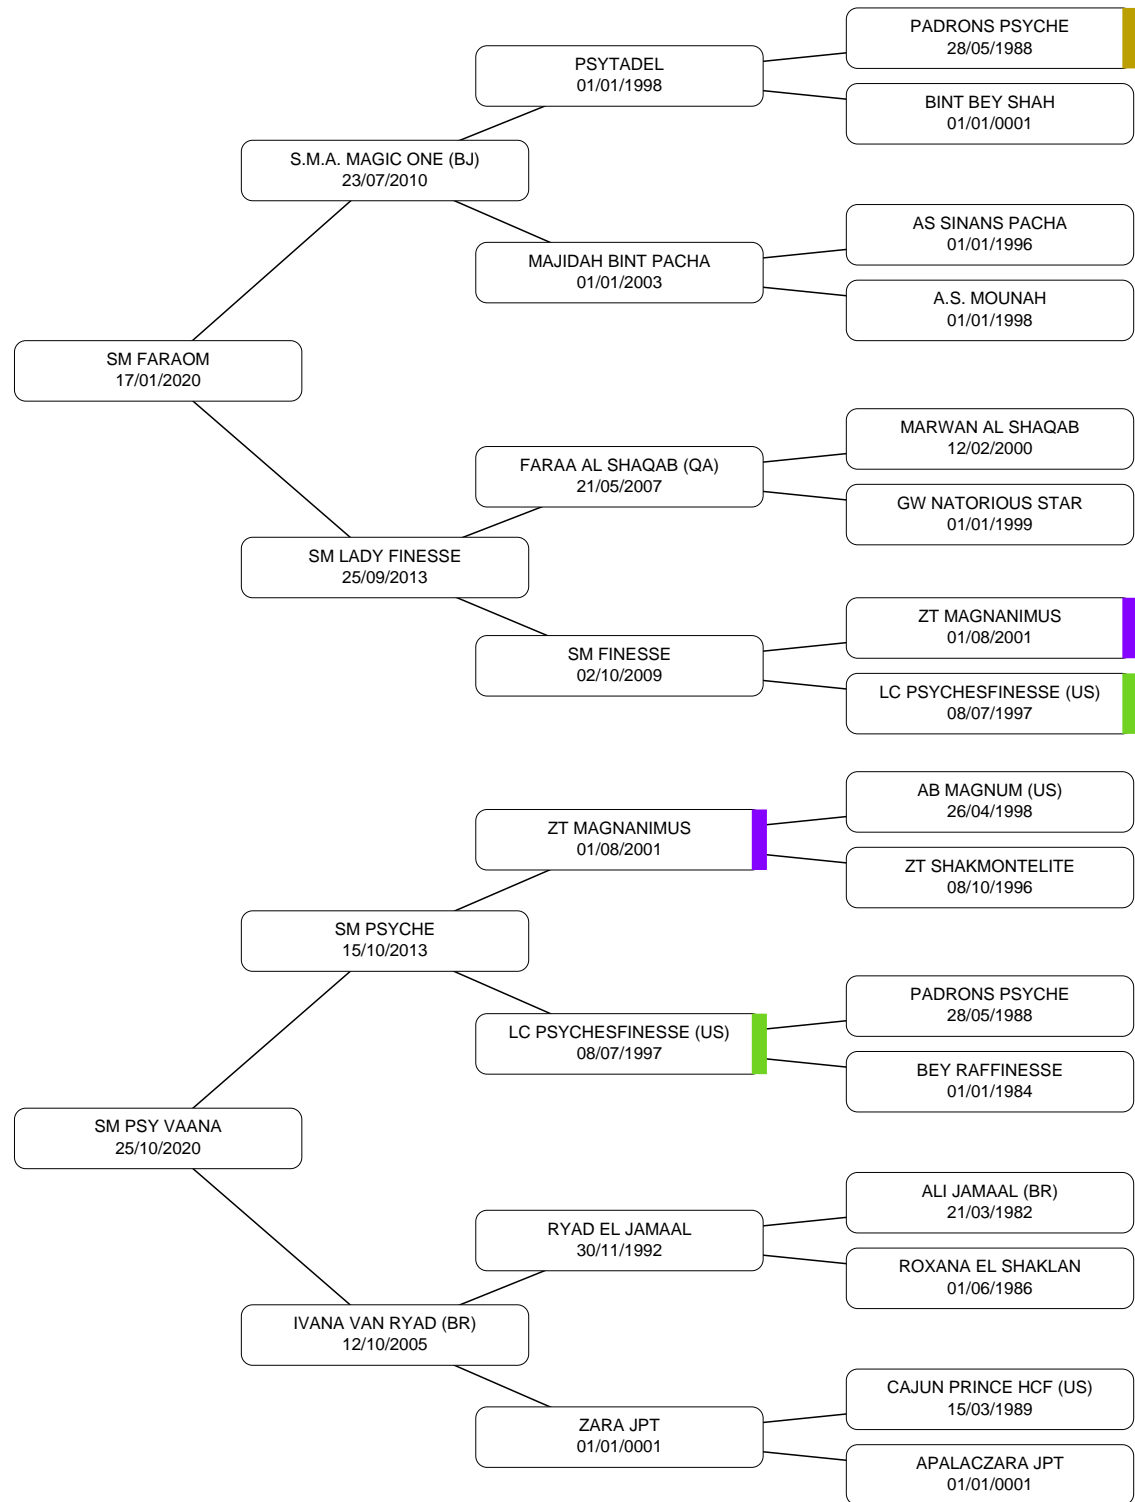 PADRONS PSYCHE
28/05/1988
PSYTADEL
01/01/1998
BINT BEY SHAH
01/01/0001
S.M.A. MAGIC ONE (BJ)
23/07/2010
AS SINANS PACHA
01/01/1996
MAJIDAH BINT PACHA
01/01/2003
A.S. MOUNAH
01/01/1998
SM FARAOM
17/01/2020
MARWAN AL SHAQAB
12/02/2000
FARAA AL SHAQAB (QA)
21/05/2007
GW NATORIOUS STAR
01/01/1999
SM LADY FINESSE
25/09/2013
ZT MAGNANIMUS
01/08/2001
SM FINESSE
02/10/2009
LC PSYCHESFINESSE (US)
08/07/1997
AB MAGNUM (US)
26/04/1998
ZT MAGNANIMUS
01/08/2001
ZT SHAKMONTELITE
08/10/1996
SM PSYCHE
15/10/2013
PADRONS PSYCHE
28/05/1988
LC PSYCHESFINESSE (US)
08/07/1997
BEY RAFFINESSE
01/01/1984
SM PSY VAANA
25/10/2020
ALI JAMAAL (BR)
21/03/1982
RYAD EL JAMAAL
30/11/1992
ROXANA EL SHAKLAN
01/06/1986
IVANA VAN RYAD (BR)
12/10/2005
CAJUN PRINCE HCF (US)
15/03/1989
ZARA JPT
01/01/0001
APALACZARA JPT
01/01/0001